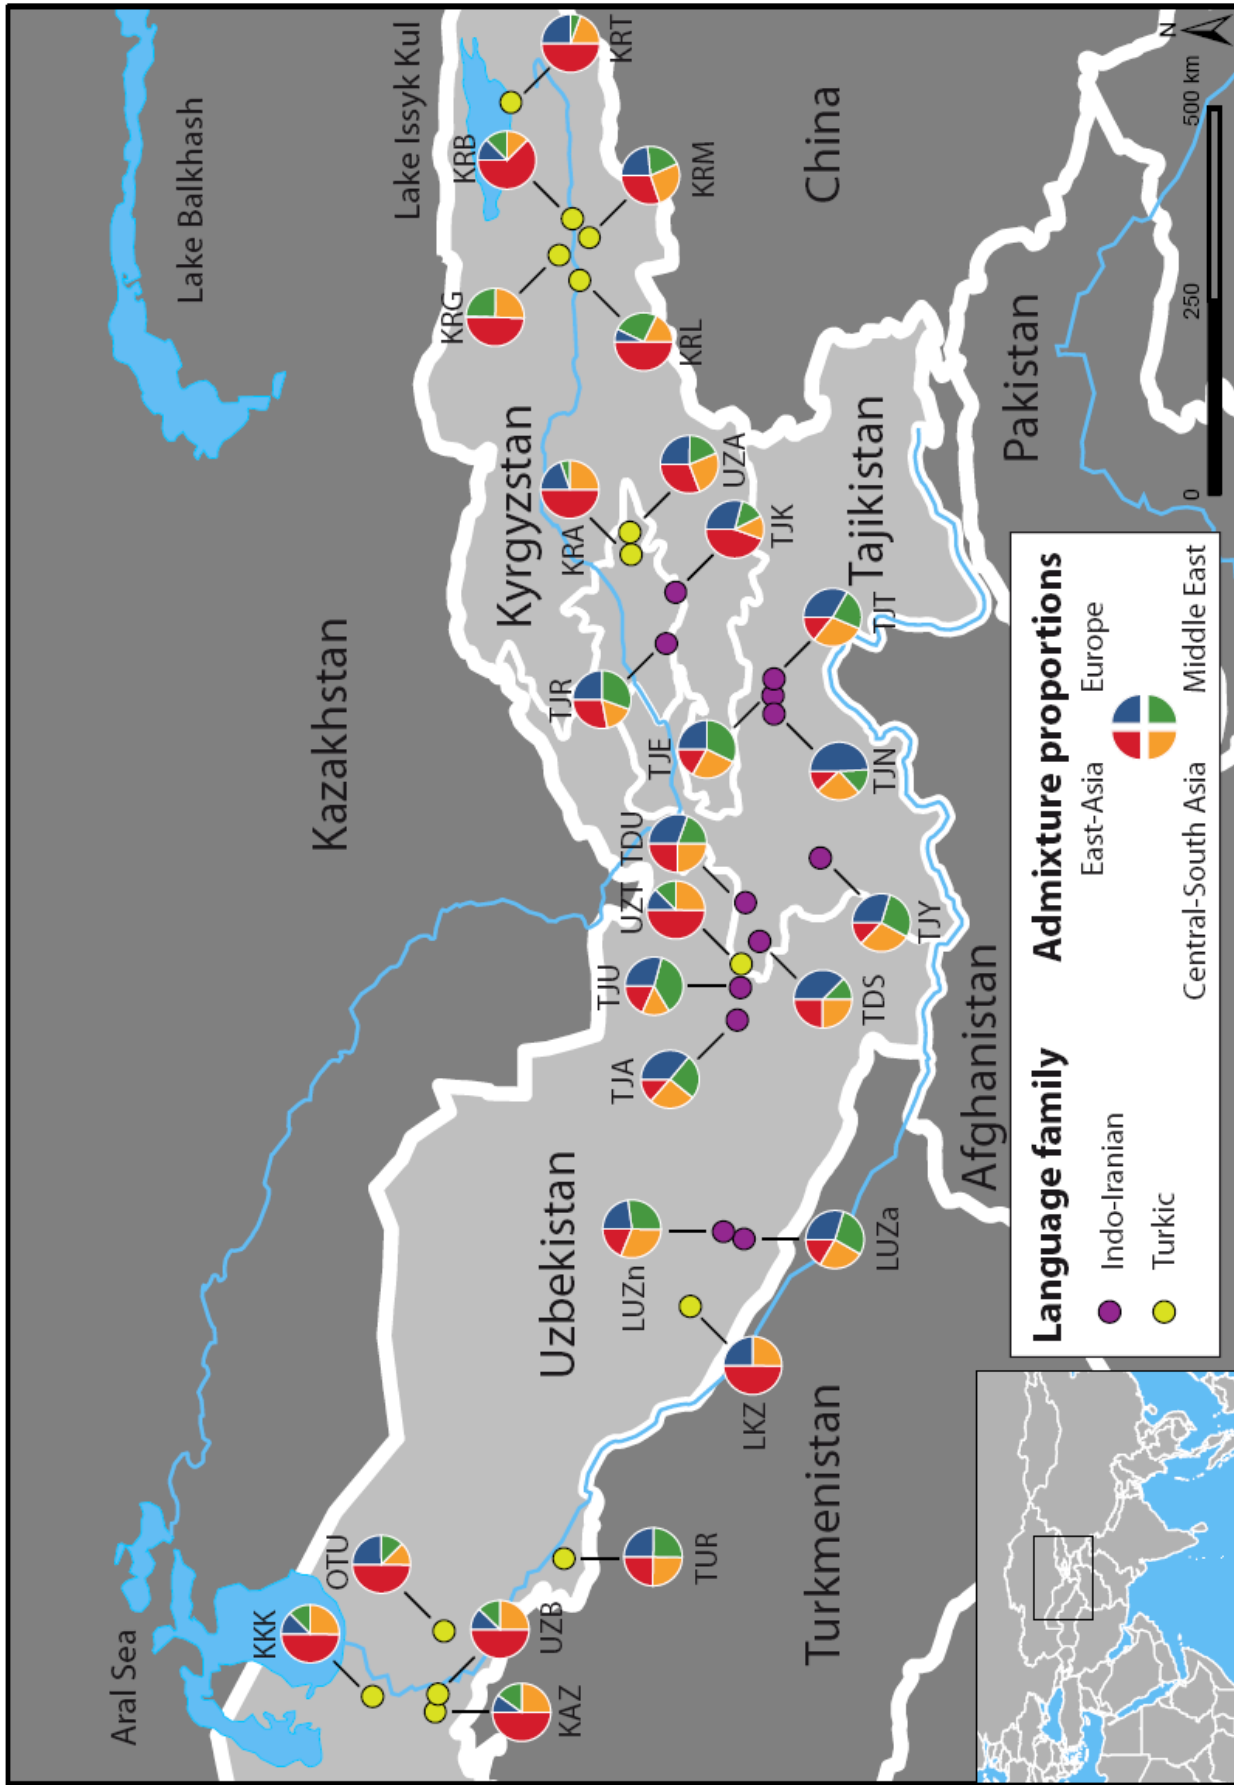 Aral Sea
Lake Balkhash
Lake Issyk Kul
Kazakhstan
Kyrgyzstan
Uzbekistan
Tajikistan
Turkmenistan
Afghanistan
Pakistan
China
KKK
OTU
KAZ
UZB
TUR
LKZ
LUZn
LUZa
TJA
TJU
UZT
TDU
TDS
TJY
TJE
TJN
TJT
TJR
TJK
KRA
UZA
KRG
KRL
KRB
KRM
KRT
Language family
Indo-Iranian
Turkic
Admixture proportions
East-Asia
Europe
Central-South Asia
Middle East
0
250
500 km
N